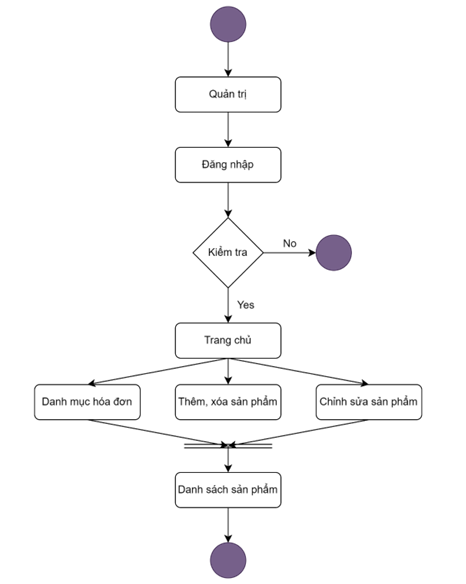 Quản trị
Đăng nhập
Kiểm tra
No
Yes
Trang chủ
Danh mục hóa đơn
Thêm, xóa sản phẩm
Chỉnh sửa sản phẩm
Danh sách sản phẩm